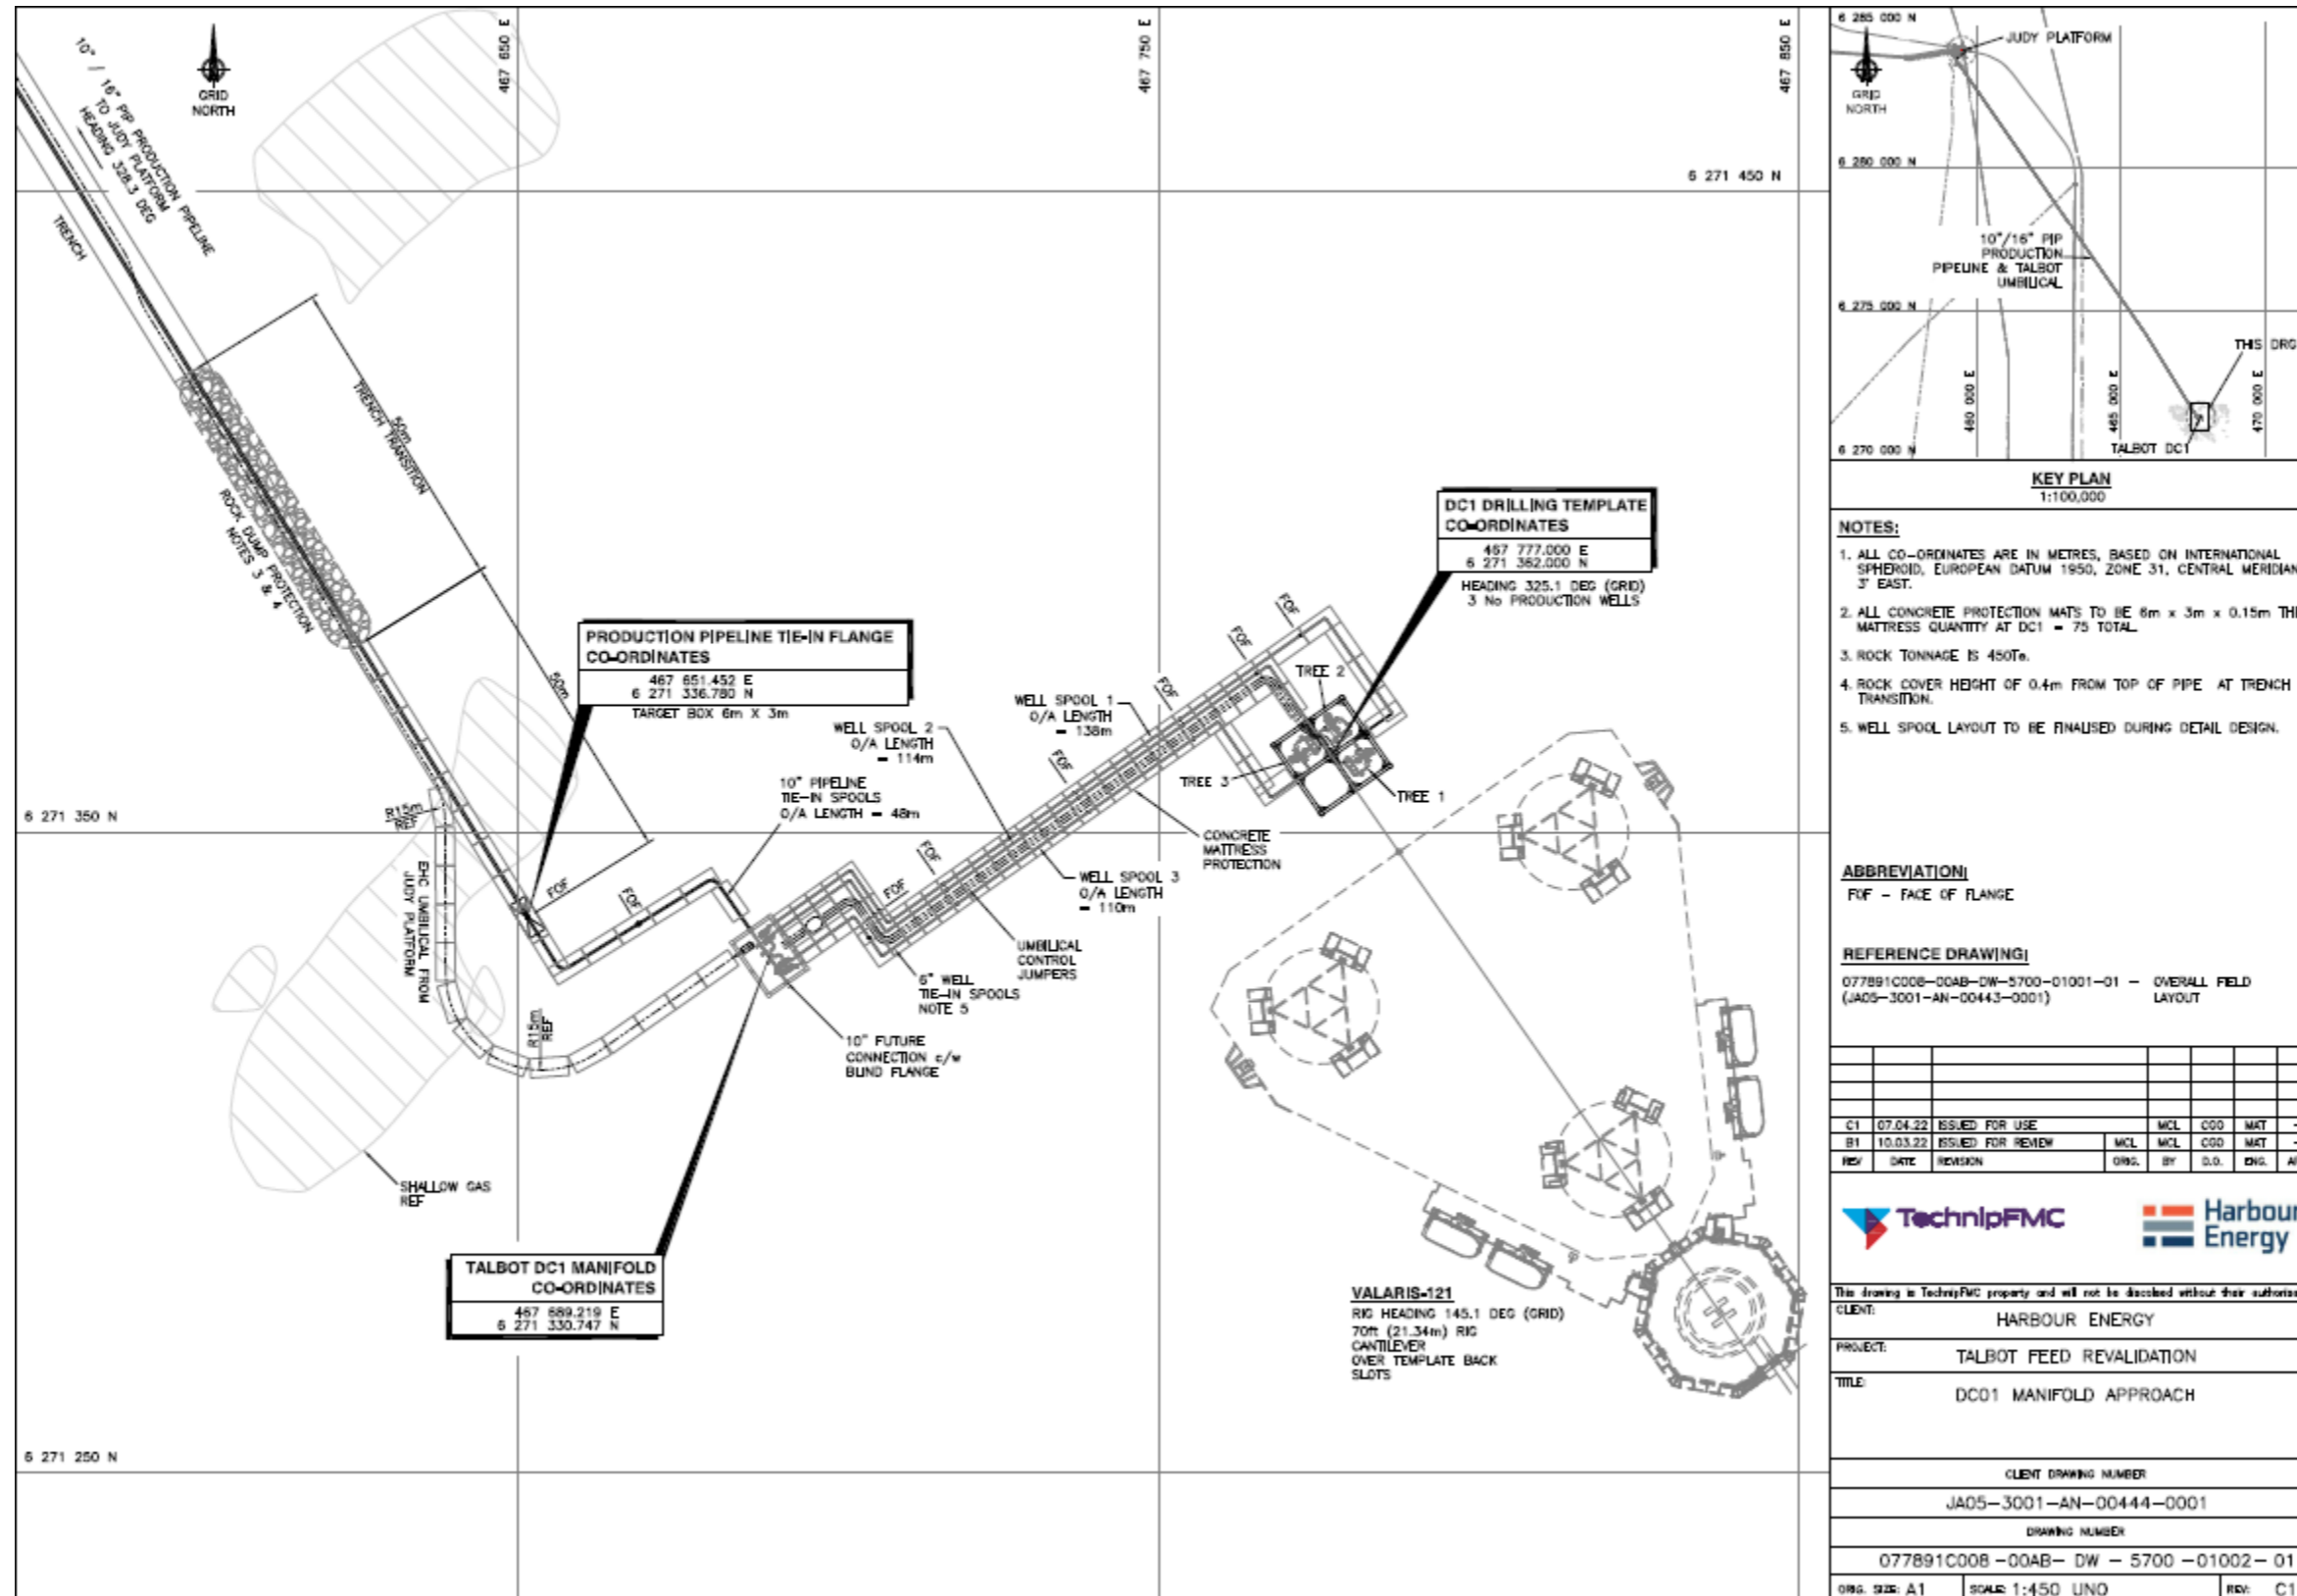 10" / 16" PIP PRODUCTION PIPELINE
TO JUDY PLATFORM
HEADING 328.3 DEG
TRENCH
GRID
NORTH
467 650 E
467 750 E
467 850 E
6 271 450 N
50m
TRENCH TRANSITION
ROCK DUMP PROTECTION
NOTES 3 & 4
50m
PRODUCTION PIPELINE TIE-IN FLANGE
CO-ORDINATES
467 651.452 E
6 271 336.780 N
TARGET BOX 6m X 3m
DC1 DRILLING TEMPLATE
CO-ORDINATES
467 777.000 E
6 271 362.000 N
HEADING 325.1 DEG (GRID)
3 No PRODUCTION WELLS
FOF
FOF
FOF
FOF
FOF
FOF
FOF
FOF
TREE 2
TREE 3
TREE 1
WELL SPOOL 1
O/A LENGTH
= 138m
WELL SPOOL 2
O/A LENGTH
= 114m
10" PIPELINE
TIE-IN SPOOLS
O/A LENGTH = 48m
6 271 350 N
R15m
REF
EHC UMBILICAL FROM
JUDY PLATFORM
CONCRETE
MATTRESS
PROTECTION
WELL SPOOL 3
O/A LENGTH
= 110m
UMBILICAL
CONTROL
JUMPERS
6" WELL
TIE-IN SPOOLS
NOTE 5
R15m
REF
10" FUTURE
CONNECTION c/w
BLIND FLANGE
SHALLOW GAS
REF
TALBOT DC1 MANIFOLD
CO-ORDINATES
467 689.219 E
6 271 330.747 N
VALARIS-121
RIG HEADING 145.1 DEG (GRID)
70ft (21.34m) RIG
CANTILEVER
OVER TEMPLATE BACK
SLOTS
6 271 250 N
6 285 000 N
JUDY PLATFORM
GRID
NORTH
6 280 000 N
10"/16" PIP
PRODUCTION
PIPELINE & TALBOT
UMBILICAL
6 275 000 N
THIS DRG
460 000 E
465 000 E
470 000 E
6 270 000 N
TALBOT DC1
KEY PLAN
1:100,000
NOTES:
1. ALL CO-ORDINATES ARE IN METRES, BASED ON INTERNATIONAL
SPHEROID, EUROPEAN DATUM 1950, ZONE 31, CENTRAL MERIDIAN
3° EAST.
2. ALL CONCRETE PROTECTION MATS TO BE 6m x 3m x 0.15m
MATTRESS QUANTITY AT DC1 = 75 TOTAL.
3. ROCK TONNAGE IS 450Te.
4. ROCK COVER HEIGHT OF 0.4m FROM TOP OF PIPE AT TRENCH
TRANSITION.
5. WELL SPOOL LAYOUT TO BE FINALISED DURING DETAIL DESIGN.
ABBREVIATION:
FOF - FACE OF FLANGE
REFERENCE DRAWING:
077891C008-00AB-DW-5700-01001-01 - OVERALL FIELD
(JA05-3001-AN-00443-0001) LAYOUT
C1 07.04.22 ISSUED FOR USE MCL CGO MAT -
B1 10.03.22 ISSUED FOR REVIEW MCL MCL CGO MAT -
REV DATE REVISION ORIG. BY D.O. ENG.
TechnipFMC
Harbour
Energy
This drawing is TechnipFMC property and will not be disclosed without their
CLIENT:
HARBOUR ENERGY
PROJECT:
TALBOT FEED REVALIDATION
TITLE:
DC01 MANIFOLD APPROACH
CLIENT DRAWING NUMBER
JA05-3001-AN-00444-0001
DRAWING NUMBER
077891C008-00AB- DW - 5700 -01002- 01
ORIG. SIZE: A1 SCALE: 1:450 UNO REV: C1